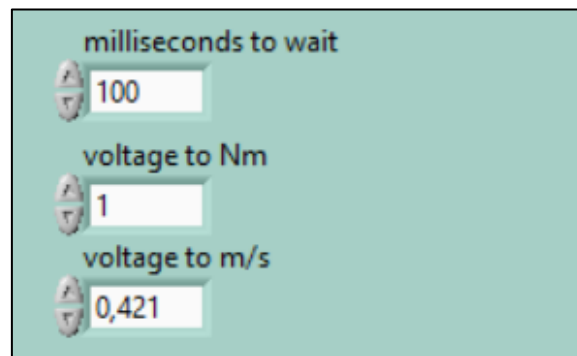 milliseconds to wait
100
voltage to Nm
1
voltage to m/s
0,421